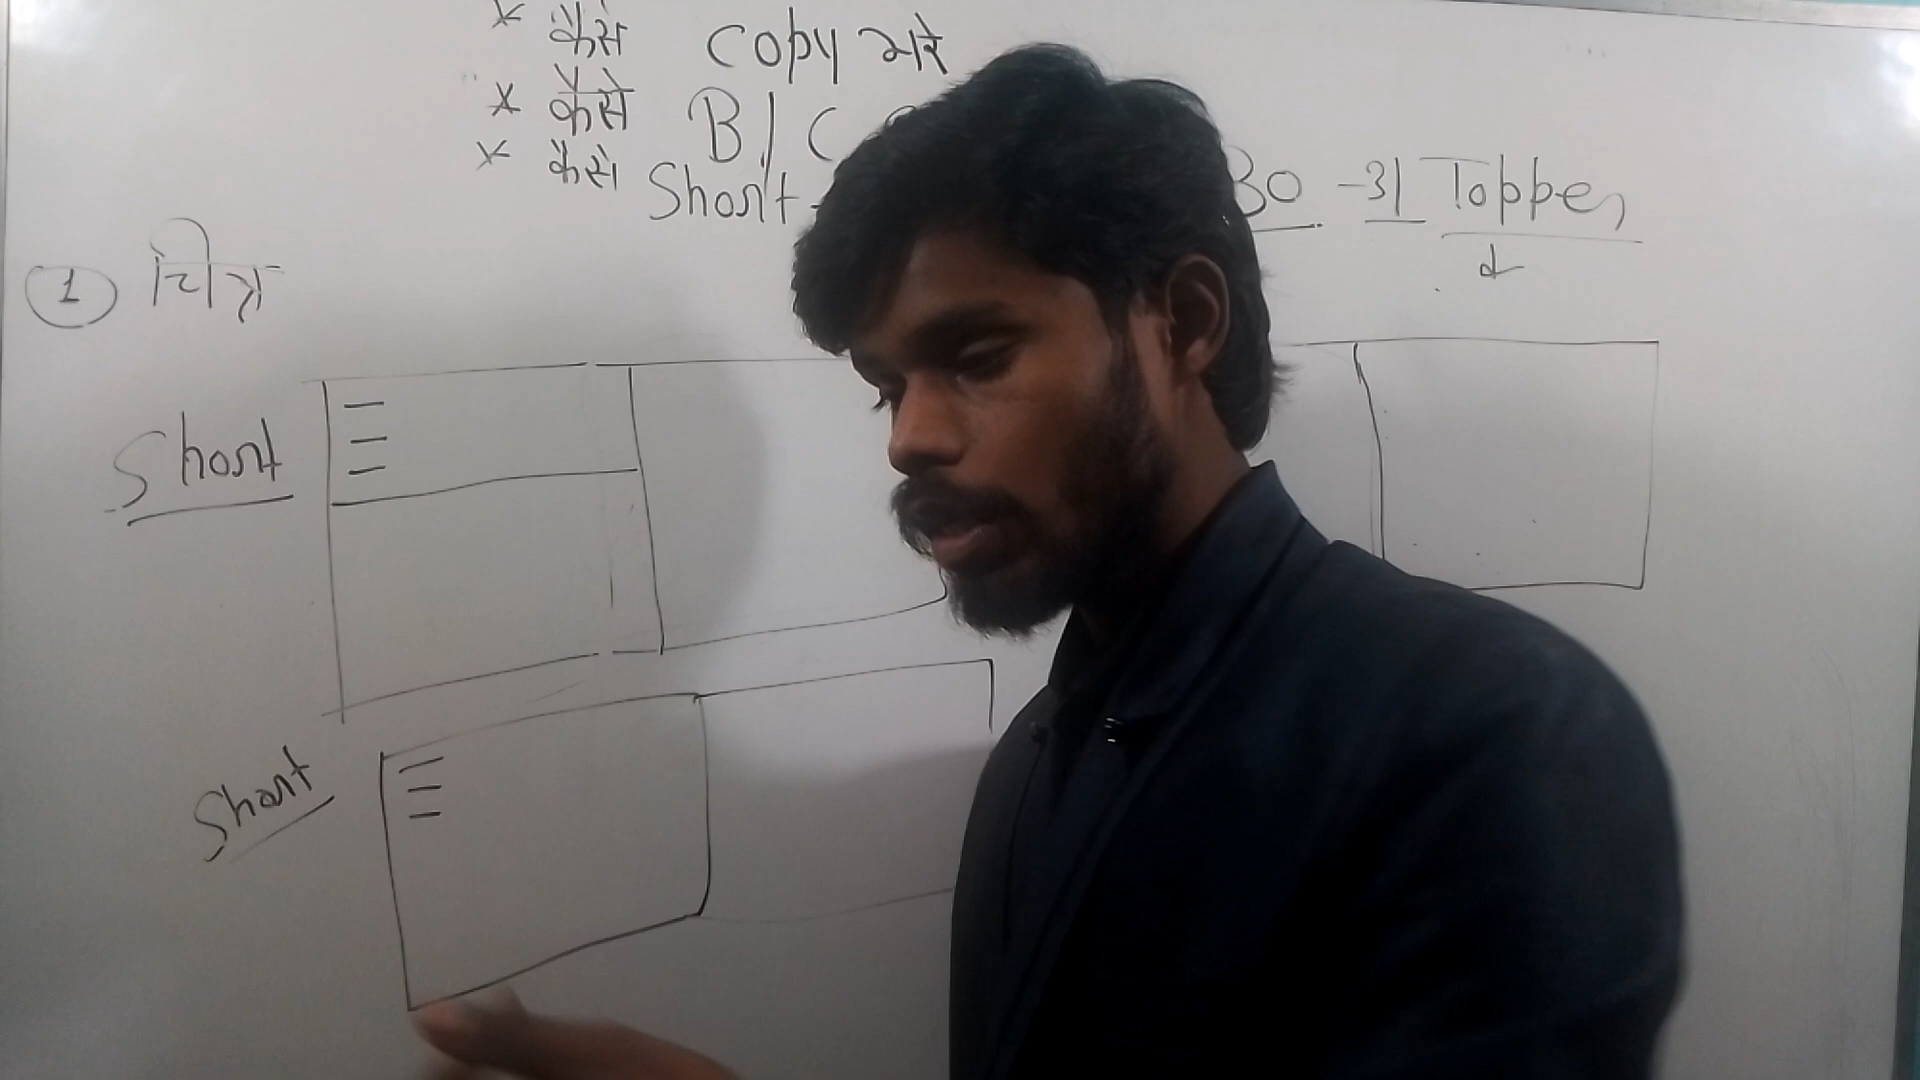 * कैसे copy भरे
* कैसे B/C
* कैसे Short - 30 -31 Topper
1 चित्र
Short
Short